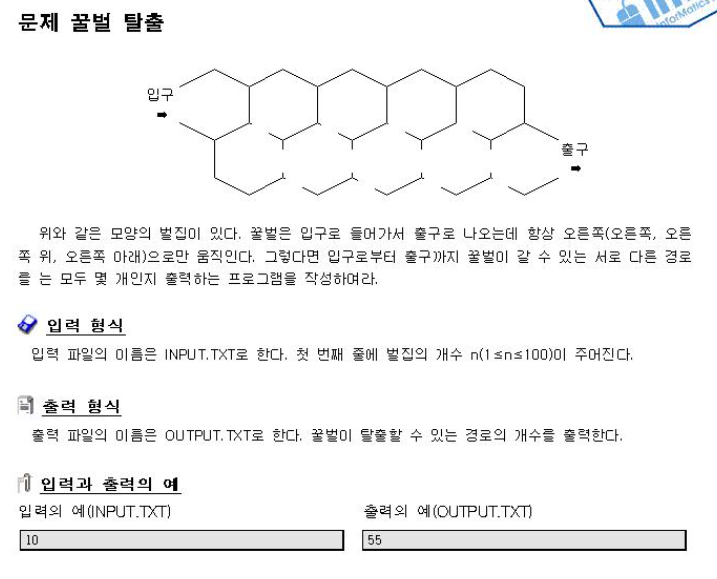 문제 꿀벌 탈출
inforMatics
입구
➡
출구
➡
위와 같은 모양의 벌집이 있다. 꿀벌은 입구로 들어가서 출구로 나오는데 항상 오른쪽(오른쪽, 오른
쪽 위, 오른쪽 아래)으로만 움직인다. 그렇다면 입구로부터 출구까지 꿀벌이 갈 수 있는 서로 다른 경로
를 는 모두 몇 개인지 출력하는 프로그램을 작성하여라.
입력 형식
입력 파일의 이름은 INPUT.TXT로 한다. 첫 번째 줄에 벌집의 개수 n(1≤n≤100)이 주어진다.
출력 형식
출력 파일의 이름은 OUTPUT.TXT로 한다. 꿀벌이 탈출할 수 있는 경로의 개수를 출력한다.
입력과 출력의 예
입력의 예(INPUT.TXT)
출력의 예(OUTPUT.TXT)
10
55